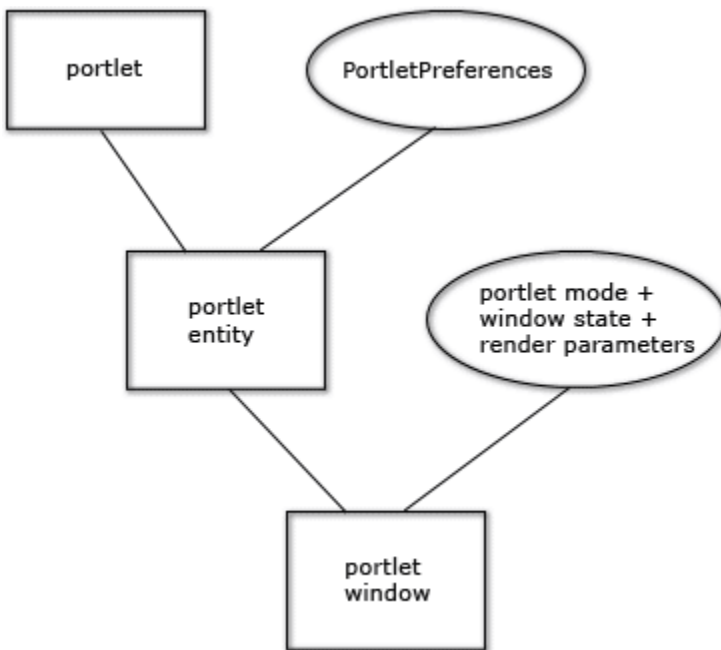 portlet
PortletPreferences
portlet
entity
portlet mode +
window state +
render parameters
portlet
window